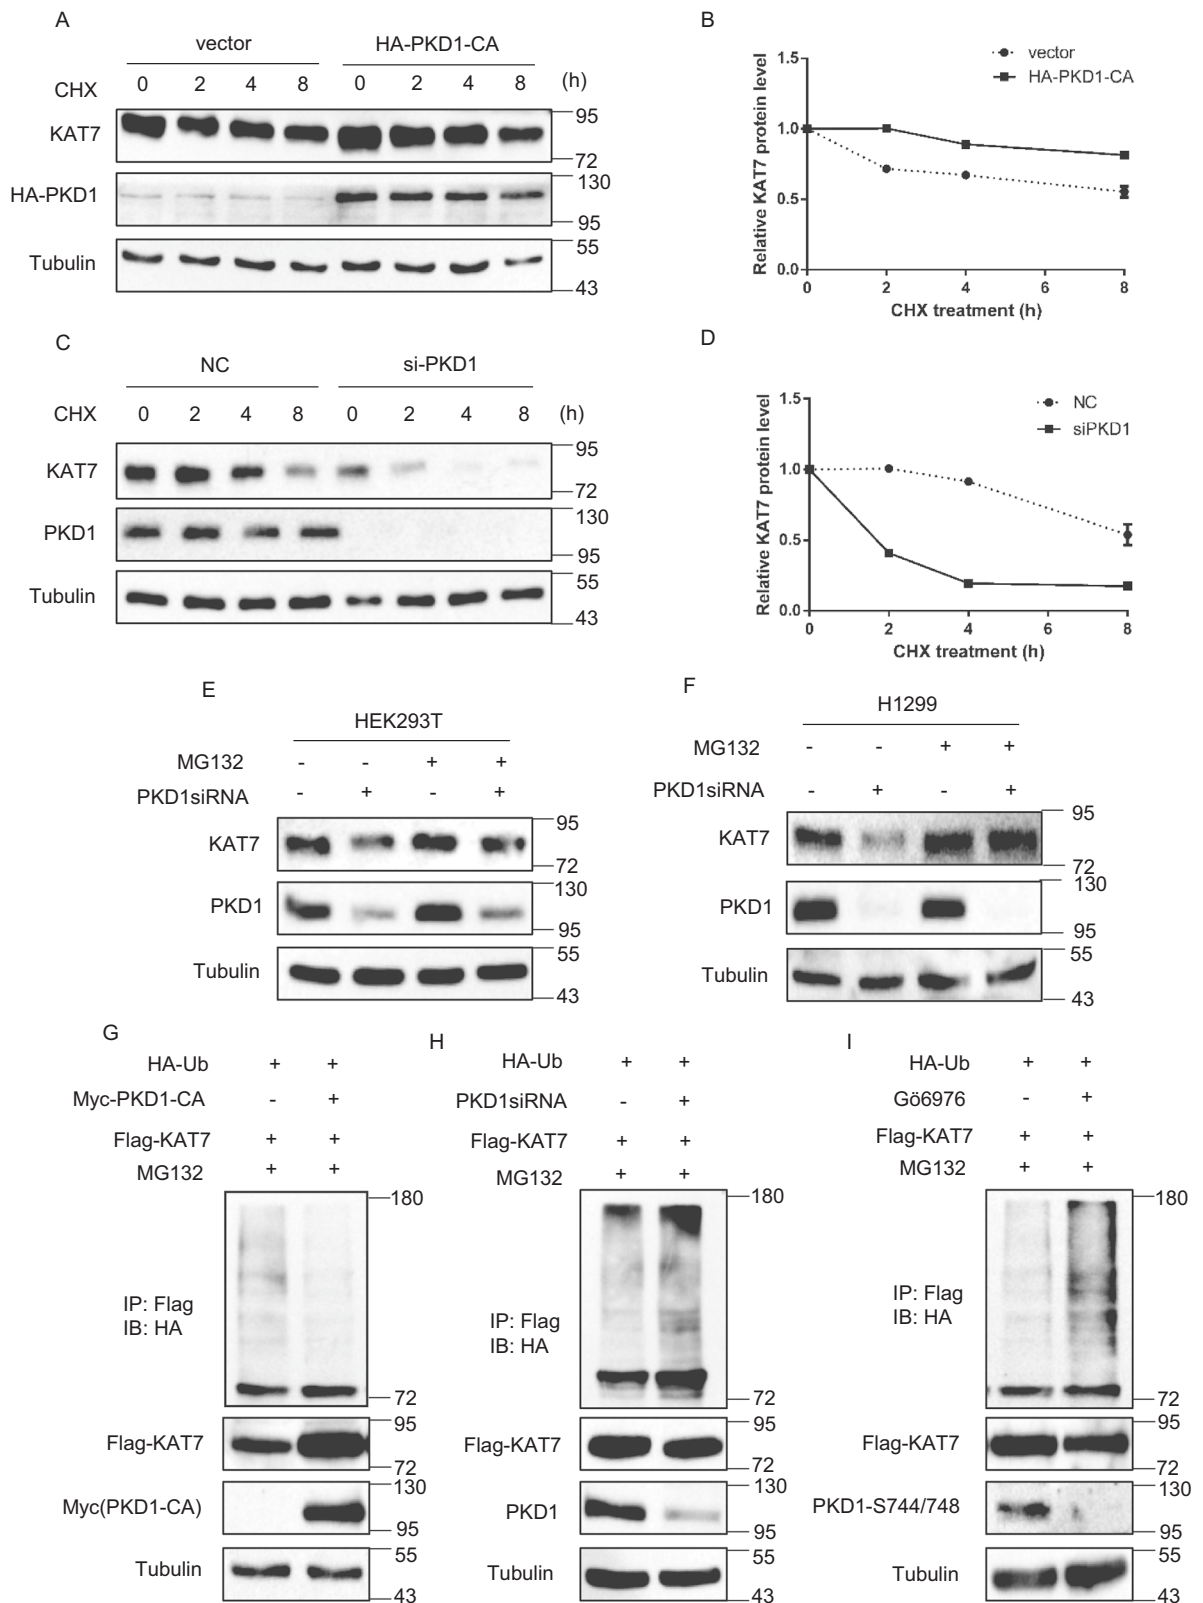 A
vector HA-PKD1-CA
CHX 0 2 4 8 0 2 4 8 (h)
KAT7 95
72
HA-PKD1 130
95
Tubulin 55
43
B
vector
HA-PKD1-CA
Relative KAT7 protein level
1.5
1.0
0.5
0.0
0 2 4 6 8
CHX treatment (h)
C
NC si-PKD1
CHX 0 2 4 8 0 2 4 8 (h)
KAT7 95
72
PKD1 130
95
Tubulin 55
43
D
NC
siPKD1
Relative KAT7 protein level
1.5
1.0
0.5
0.0
0 2 4 6 8
CHX treatment (h)
E
HEK293T
MG132 - - + +
PKD1siRNA - + - +
KAT7 95
72
PKD1 130
95
Tubulin 55
43
F
H1299
MG132 - - + +
PKD1siRNA - + - +
KAT7 95
72
PKD1 130
95
Tubulin 55
43
G
HA-Ub + +
Myc-PKD1-CA - +
Flag-KAT7 + +
MG132 + +
180
IP: Flag
IB: HA
72
Flag-KAT7 95
72
Myc(PKD1-CA) 130
95
Tubulin 55
43
H
HA-Ub + +
PKD1siRNA - +
Flag-KAT7 + +
MG132 + +
180
IP: Flag
IB: HA
72
Flag-KAT7 95
72
PKD1 130
95
Tubulin 55
43
I
HA-Ub + +
Gö6976 - +
Flag-KAT7 + +
MG132 + +
180
IP: Flag
IB: HA
72
Flag-KAT7 95
72
PKD1-S744/748 130
95
Tubulin 55
43